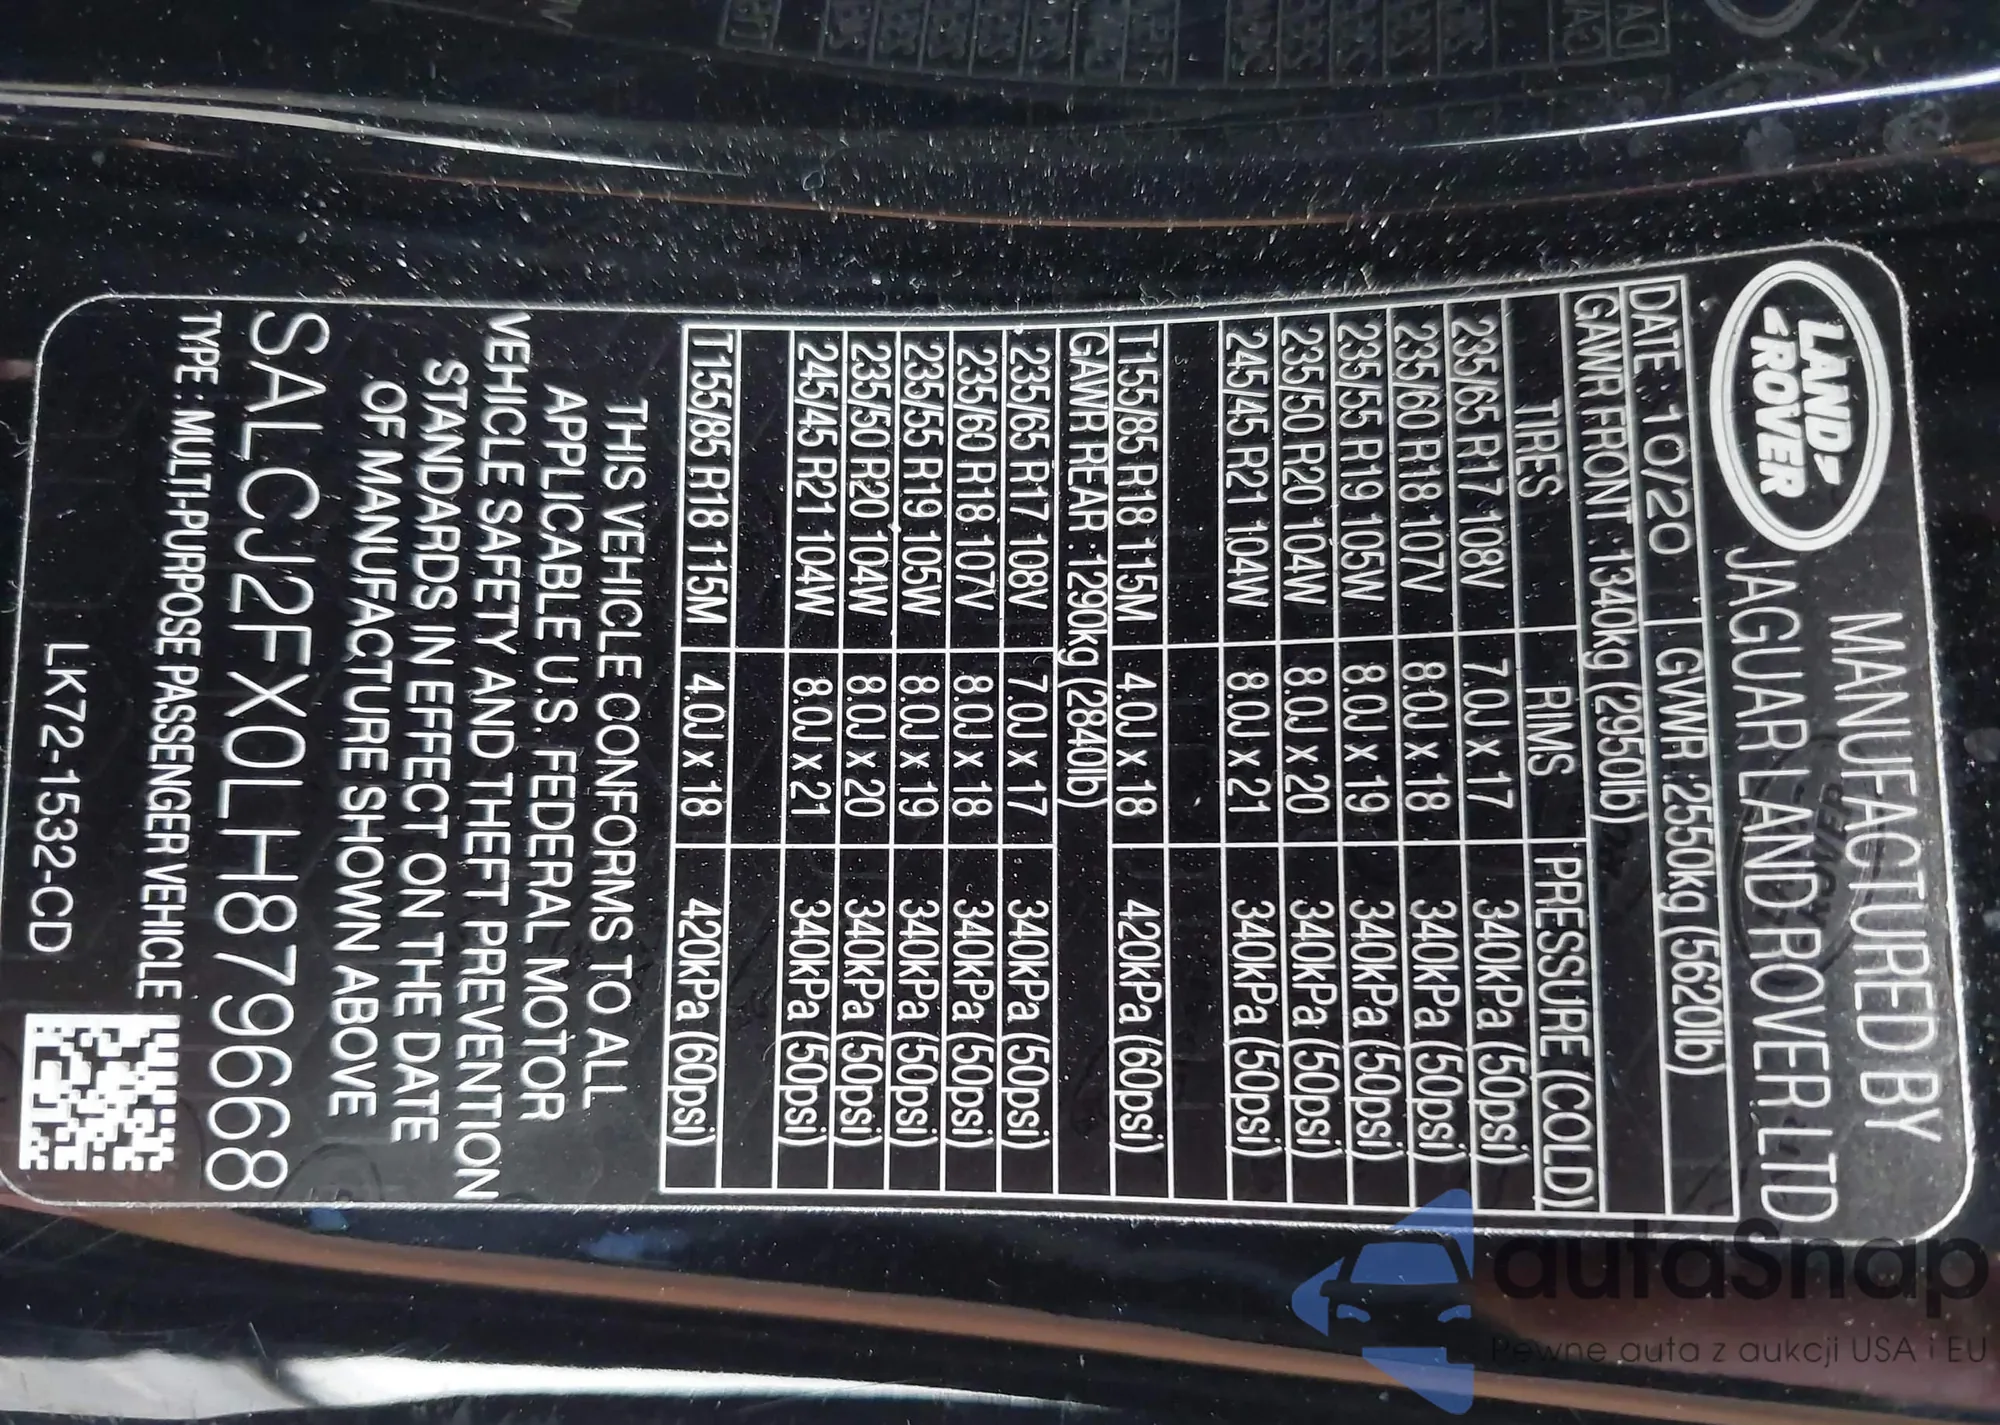 LAND
ROVER
MANUFACTURED BY
JAGUAR LAND ROVER LTD
DATE : 10/20 GVWR :2550kg (5620lb)
GAWR FRONT :1340kg (2950lb)
TIRES RIMS PRESSURE (COLD)
235/65 R17 108V 7.0J x 17 340kPa (50psi)
235/60 R18 107V 8.0J x 18 340kPa (50psi)
235/55 R19 105W 8.0J x 19 340kPa (50psi)
235/50 R20 104W 8.0J x 20 340kPa (50psi)
245/45 R21 104W 8.0J x 21 340kPa (50psi)
T155/85 R18 115M 4.0J x 18 420kPa (60psi)
GAWR REAR :1290kg (2840lb)
235/65 R17 108V 7.0J x 17 340kPa (50psi)
235/60 R18 107V 8.0J x 18 340kPa (50psi)
235/55 R19 105W 8.0J x 19 340kPa (50psi)
235/50 R20 104W 8.0J x 20 340kPa (50psi)
245/45 R21 104W 8.0J x 21 340kPa (50psi)
T155/85 R18 115M 4.0J x 18 420kPa (60psi)
THIS VEHICLE CONFORMS TO ALL
APPLICABLE U.S. FEDERAL MOTOR
VEHICLE SAFETY AND THEFT PREVENTION
STANDARDS IN EFFECT ON THE DATE
OF MANUFACTURE SHOWN ABOVE
SALCJ2FX0LH879668
TYPE : MULTI-PURPOSE PASSENGER VEHICLE
LK72-1532-CD
autaSnap
Pewne auta z aukcji USA i EU